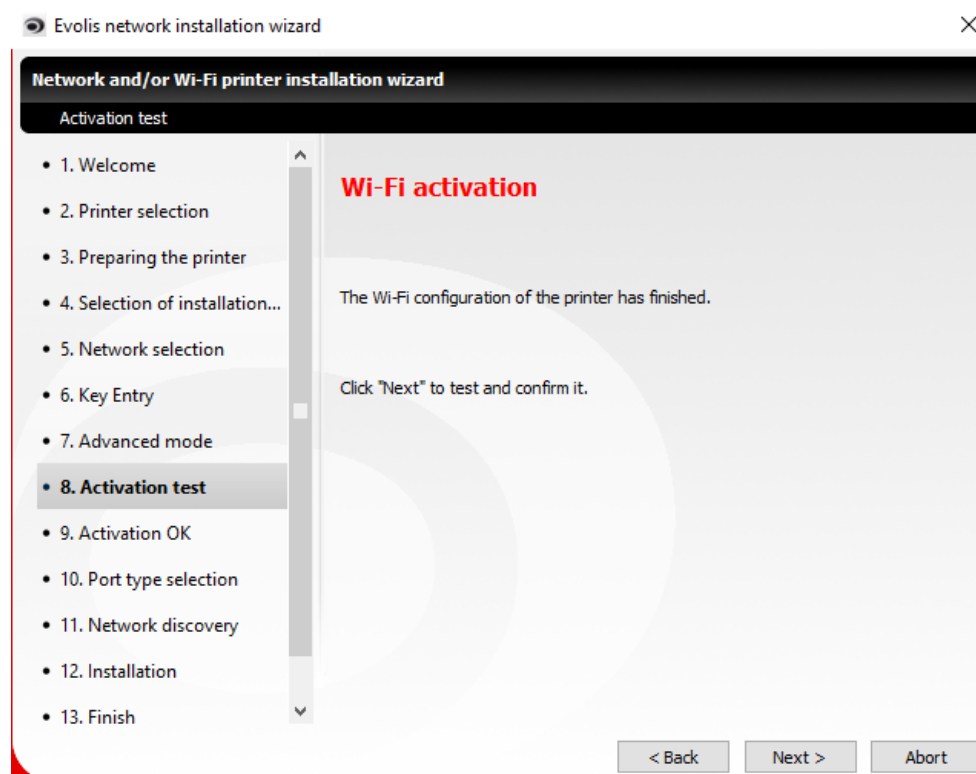 Evolis network installation wizard
Network and/or Wi-Fi printer installation wizard
Activation test
• 1. Welcome
• 2. Printer selection
• 3. Preparing the printer
• 4. Selection of installation...
• 5. Network selection
• 6. Key Entry
• 7. Advanced mode
• 8. Activation test
• 9. Activation OK
• 10. Port type selection
• 11. Network discovery
• 12. Installation
• 13. Finish
Wi-Fi activation
The Wi-Fi configuration of the printer has finished.
Click "Next" to test and confirm it.
< Back
Next >
Abort